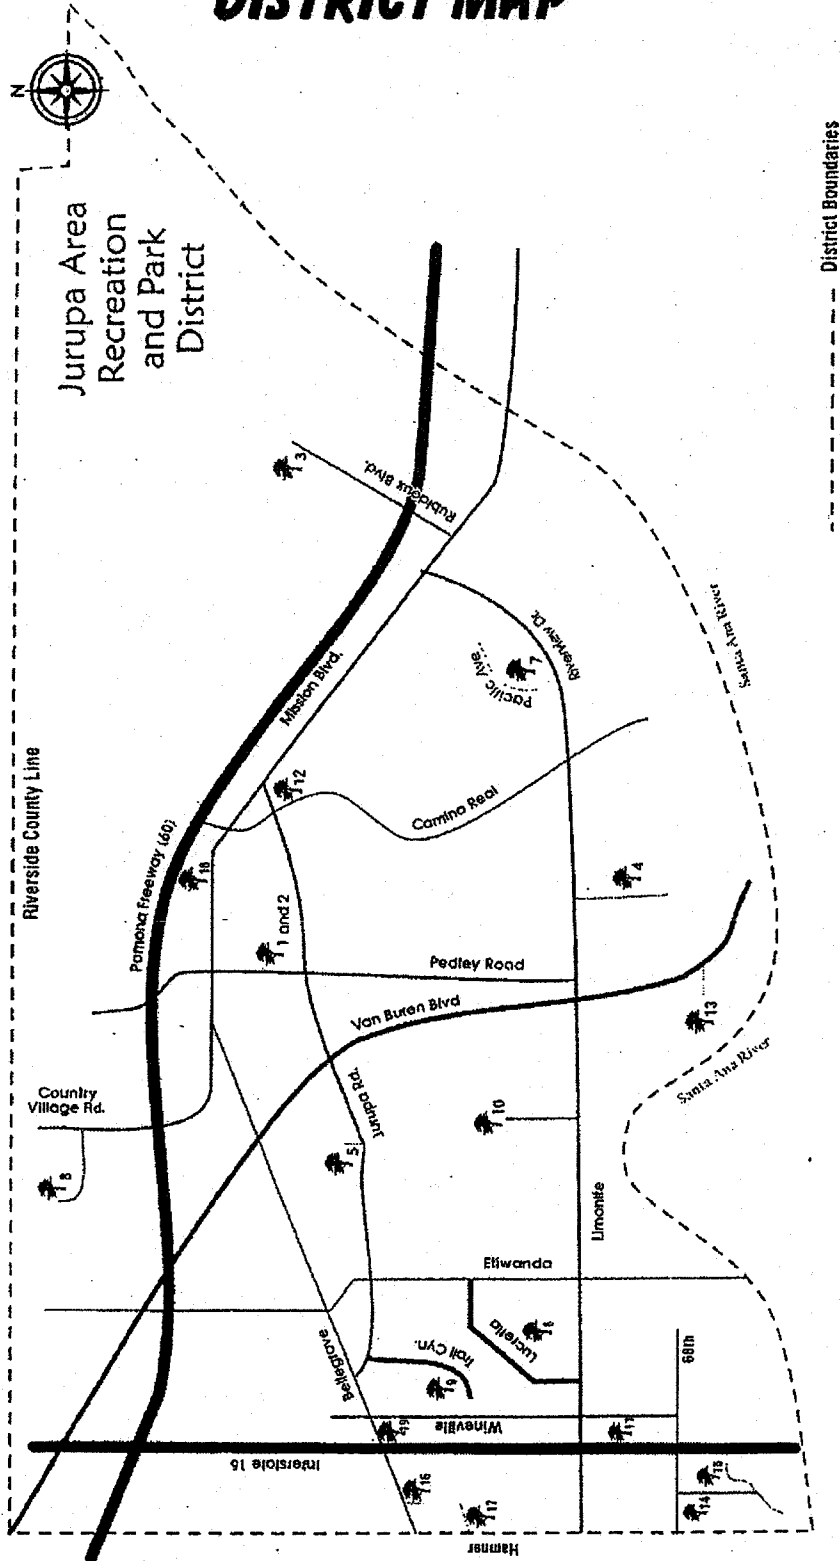 DISTRICT MAP
N
Jurupa Area
Recreation
and Park
District
Riverside County Line
Pomona Freeway (60)
Mission Blvd.
Rubidoux Blvd.
3
Riverview Dr.
Pacific Ave
7
Santa Ana River
12
Camino Real
18
1 and 2
4
Pedley Road
Van Buren Blvd
13
Santa Ana River
Country
Village Rd.
8
Jurupa Rd.
5
10
Limonite
Etiwanda
Bellegrave
Lucretia
6
Trail Cyn.
9
68th
Wineville
19
17
Interstate 15
16
15
14
Hamner
District Boundaries